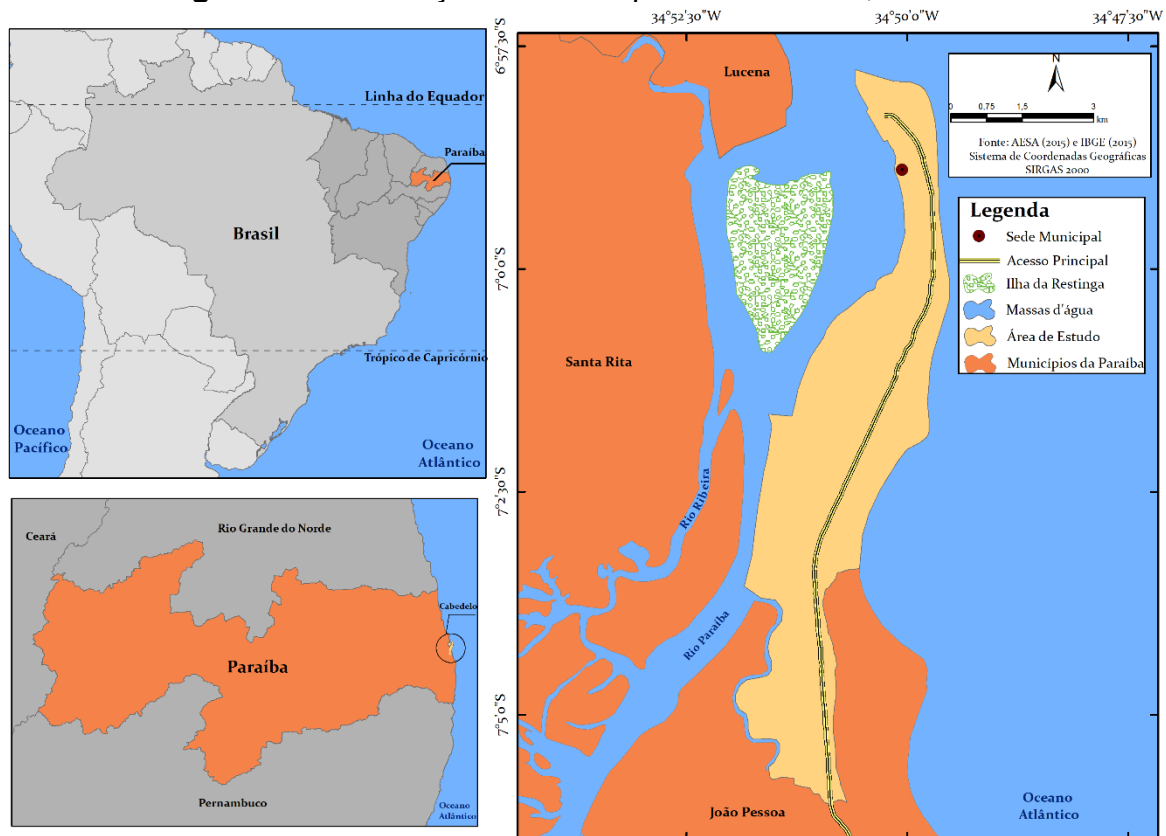 34°52'30"W
34°50'0"W
34°47'30"W
Linha do Equador
Paraíba
Brasil
Trópico de Capricórnio
Oceano
Pacífico
Oceano
Atlântico
Ceará
Rio Grande do Norte
Cabedelo
Paraíba
Pernambuco
Oceano
Atlântico
6°57'30"S
7°0'0"S
7°2'30"S
7°5'0"S
Lucena
Santa Rita
Rio Ribeira
Rio Paraíba
João Pessoa
Oceano
Atlântico
N
0 0,75 1,5 3
km
Fonte: AESA (2015) e IBGE (2015)
Sistema de Coordenadas Geográficas
SIRGAS 2000
Legenda
Sede Municipal
Acesso Principal
Ilha da Restinga
Massas d'água
Área de Estudo
Municípios da Paraíba